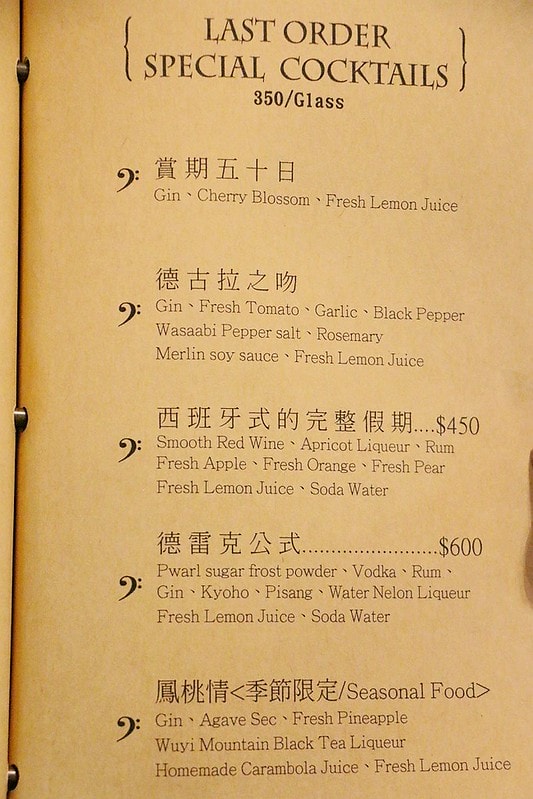 LAST ORDER
SPECIAL COCKTAILS
350/Glass
賞期五十日
Gin、Cherry Blossom、Fresh Lemon Juice
德古拉之吻
Gin、Fresh Tomato、Garlic、Black Pepper
Wasaabi Pepper salt、Rosemary
Merlin soy sauce、Fresh Lemon Juice
西班牙式的完整假期....$450
Smooth Red Wine、Apricot Liqueur、Rum
Fresh Apple、Fresh Orange、Fresh Pear
Fresh Lemon Juice、Soda Water
德雷克公式........................$600
Pwarl sugar frost powder、Vodka、Rum、
Gin、Kyoho、Pisang、Water Nelon Liqueur
Fresh Lemon Juice、Soda Water
鳳桃情<季節限定/Seasonal Food>
Gin、Agave Sec、Fresh Pineapple
Wuyi Mountain Black Tea Liqueur
Homemade Carambola Juice、Fresh Lemon Juice